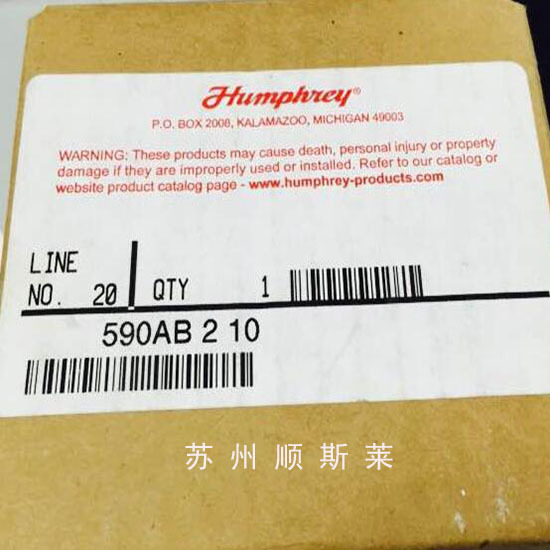 Humphrey®
P.O. BOX 2008, KALAMAZOO, MICHIGAN 49003
WARNING: These products may cause death, personal injury or property
damage if they are improperly used or installed. Refer to our catalog or
website product catalog page - www.humphrey-products.com
LINE
NO. 20 QTY 1
590AB 2 10
苏州顺斯莱